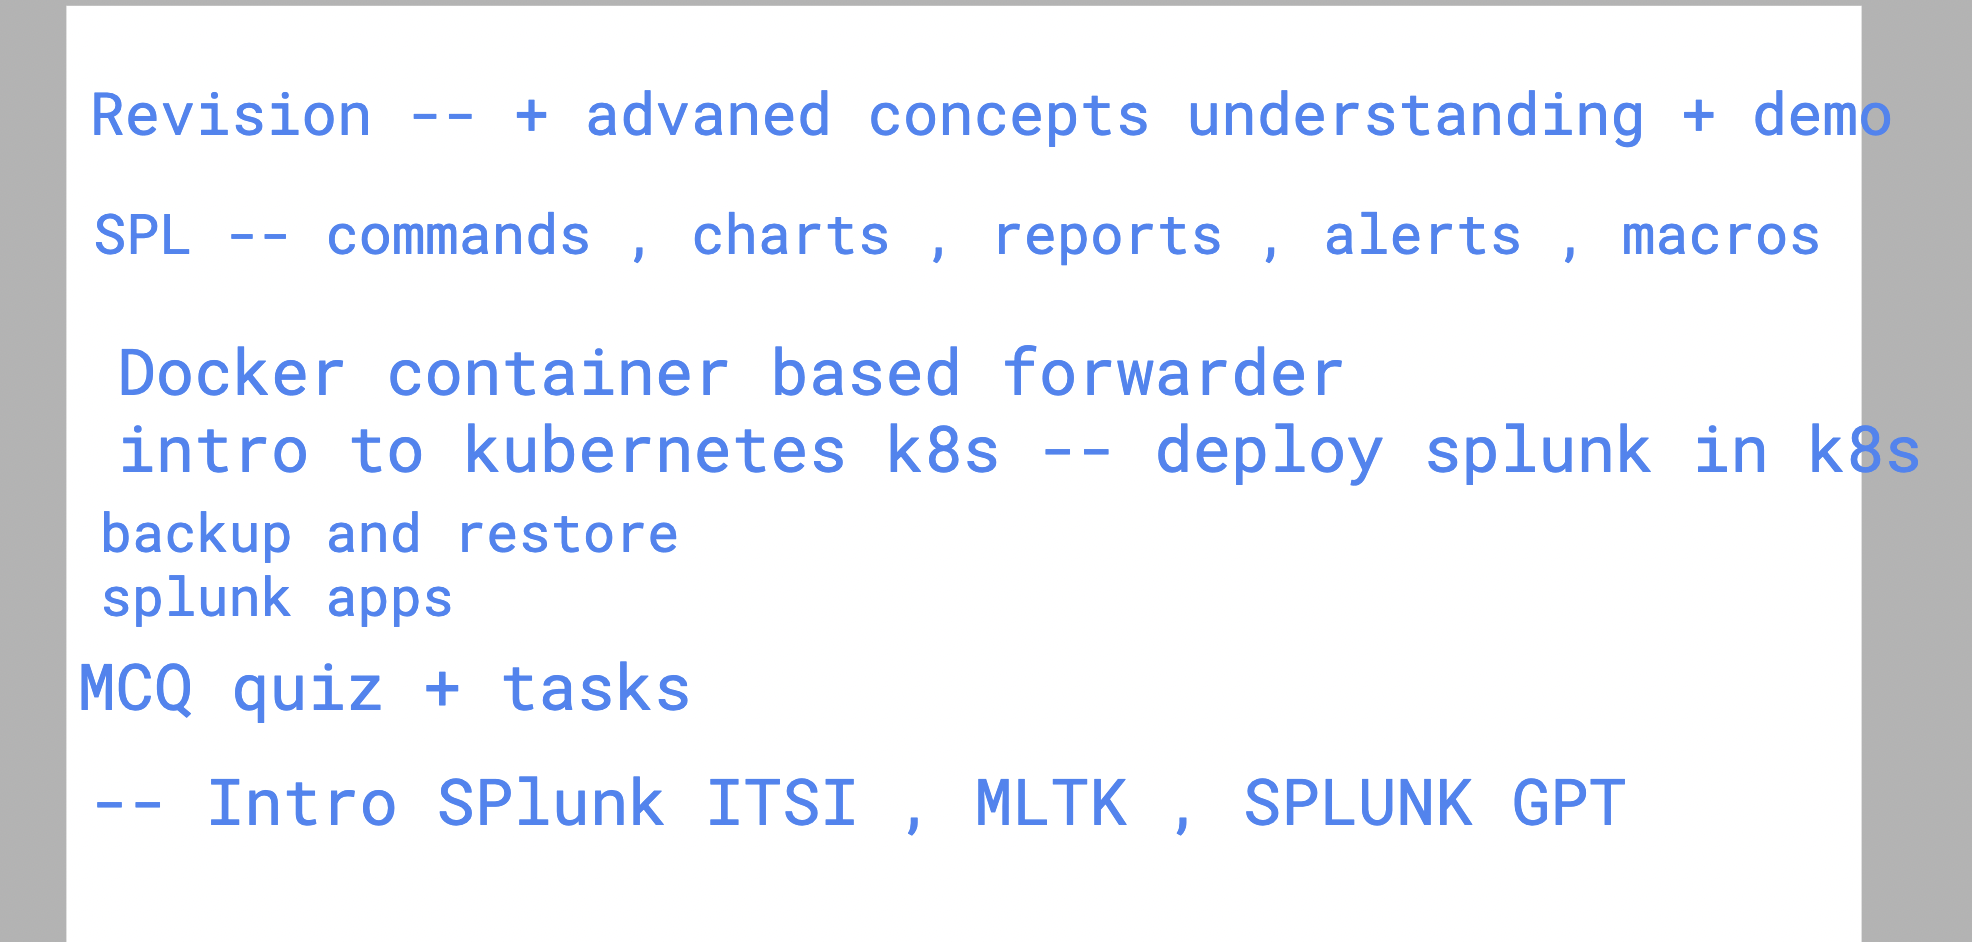 Revision -- + advaned concepts understanding + demo
SPL -- commands , charts , reports , alerts , macros
Docker container based forwarder
intro to kubernetes k8s -- deploy splunk in k8s
backup and restore
splunk apps
MCQ quiz + tasks
-- Intro SPlunk ITSI , MLTK , SPLUNK GPT